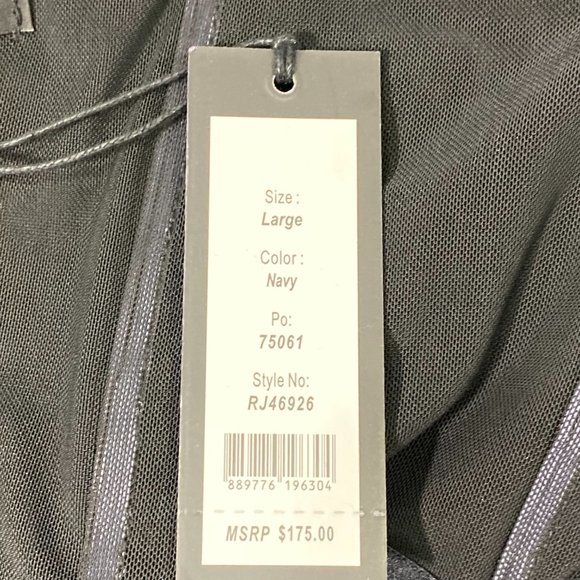 Size :
Large
Color :
Navy
Po:
75061
Style No:
RJ46926
889776 196304
MSRP $175.00